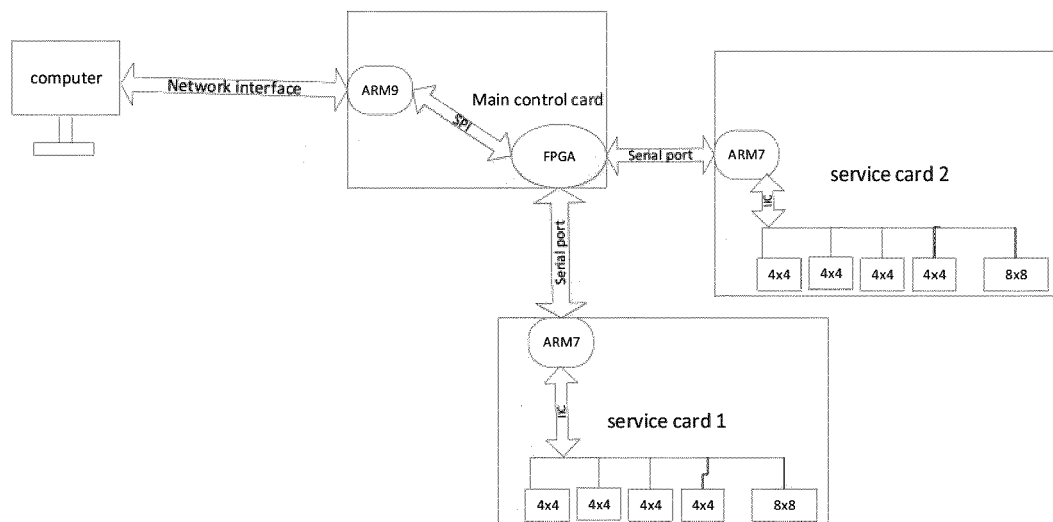 computer
Network interface
ARM9
SPI
Main control card
FPGA
Serial port
ARM7
service card 2
IIC
4x4
4x4
4x4
4x4
8x8
Serial port
ARM7
IIC
service card 1
4x4
4x4
4x4
4x4
8x8